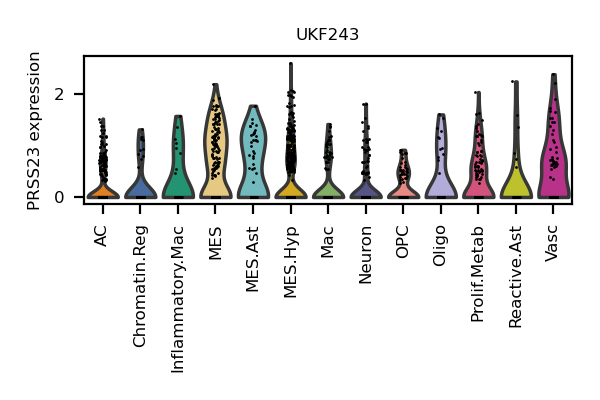 UKF243
PRSS23 expression
2
0
AC
Chromatin.Reg
Inflammatory.Mac
MES
MES.Ast
MES.Hyp
Mac
Neuron
OPC
Oligo
Prolif.Metab
Reactive.Ast
Vasc